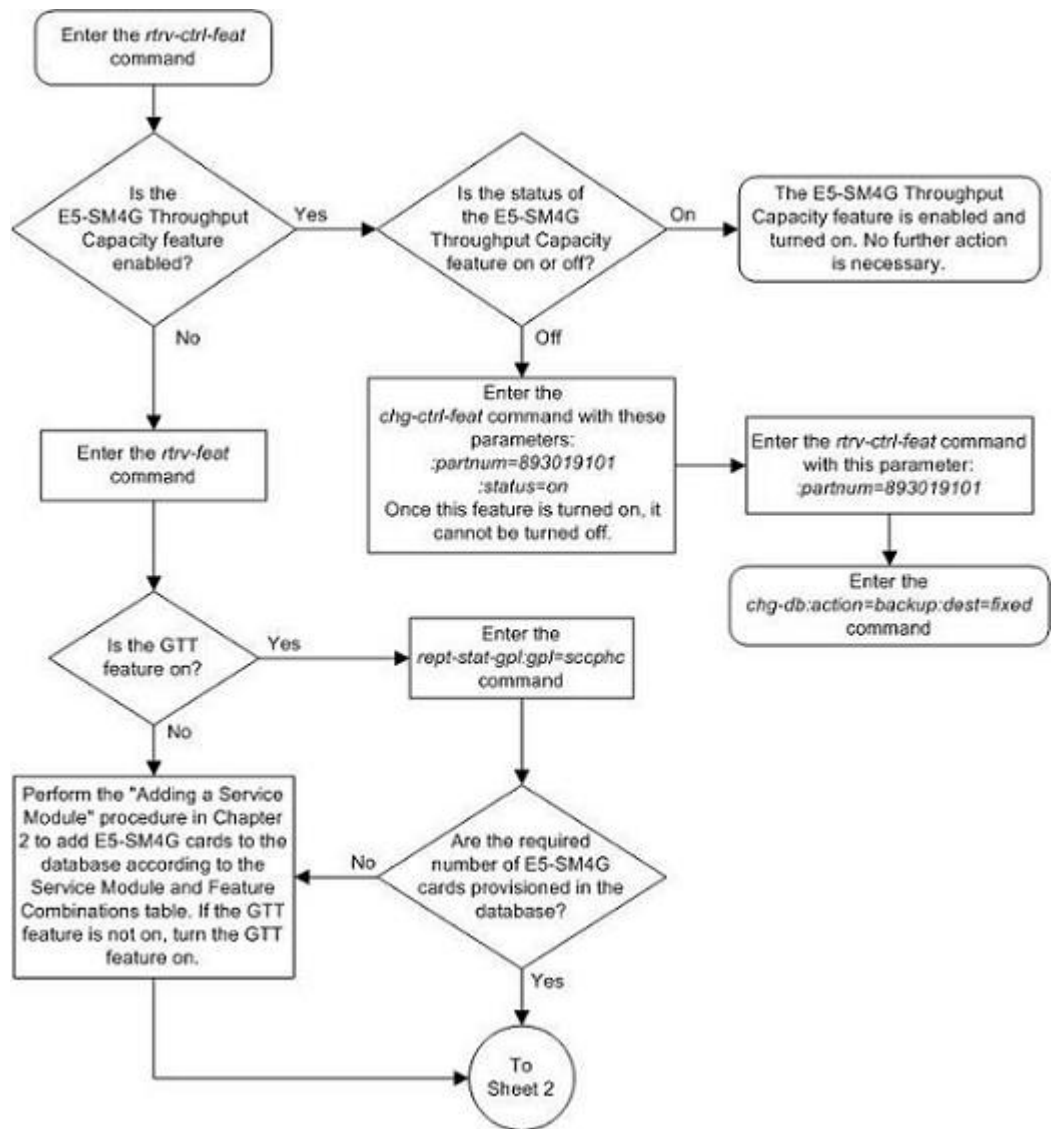 Enter the rtrv-ctrl-feat
command
Is the
E5-SM4G Throughput
Capacity feature
enabled?
Yes
Is the status of
the E5-SM4G
Throughput Capacity
feature on or off?
On
The E5-SM4G Throughput
Capacity feature is enabled and
turned on. No further action
is necessary.
No
Off
Enter the
chg-ctrl-feat command with these
parameters:
:partnum=893019101
:status=on
Once this feature is turned on, it
cannot be turned off.
Enter the rtrv-ctrl-feat command
with this parameter:
:partnum=893019101
Enter the
chg-db:action=backup:dest=fixed
command
Enter the rtrv-feat
command
Is the GTT
feature on?
Yes
Enter the
rept-stat-gpl:gpl=sccphc
command
No
Perform the "Adding a Service
Module" procedure in Chapter
2 to add E5-SM4G cards to the
database according to the
Service Module and Feature
Combinations table. If the GTT
feature is not on, turn the GTT
feature on.
No
Are the required
number of E5-SM4G
cards provisioned in the
database?
Yes
To
Sheet 2